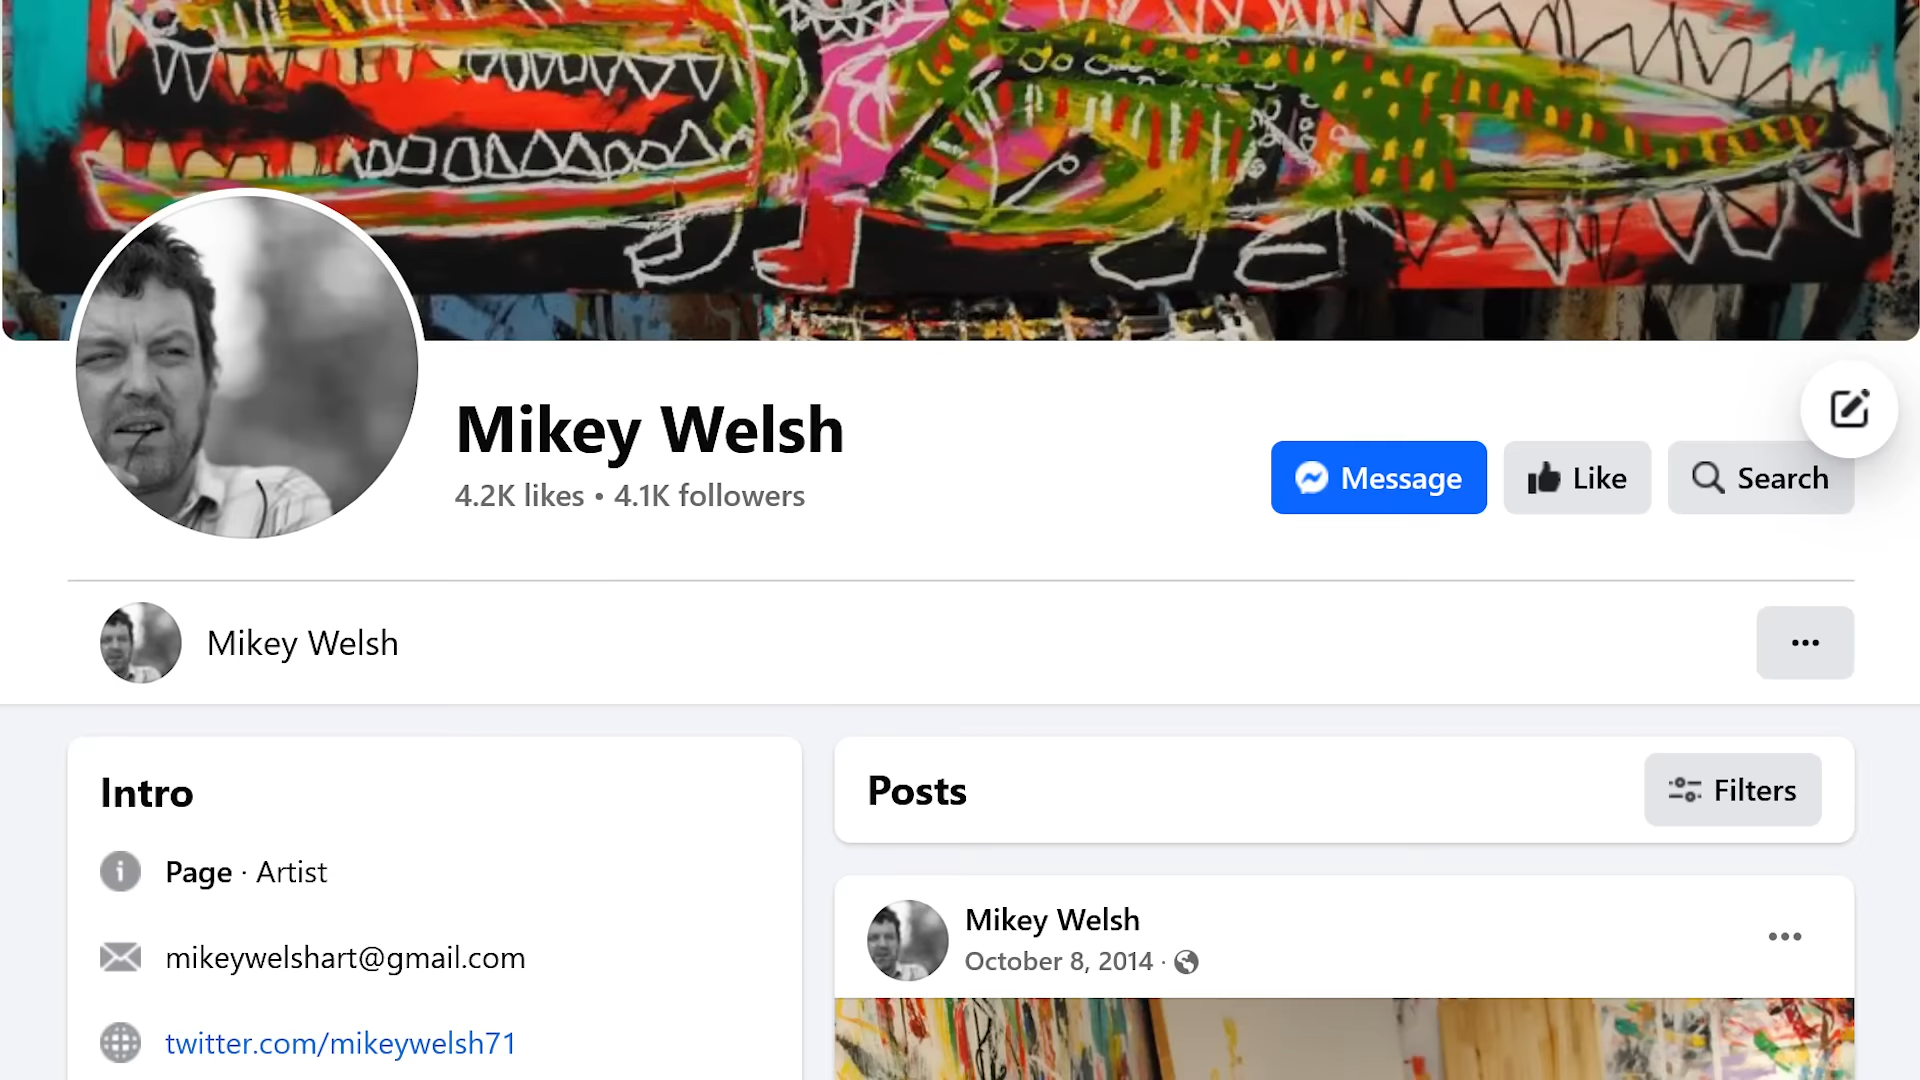 Mikey Welsh
4.2K likes • 4.1K followers
Message
Like
Search
Mikey Welsh
Intro
Page · Artist
mikeywelshart@gmail.com
twitter.com/mikeywelsh71
Posts
Filters
Mikey Welsh
October 8, 2014 ·